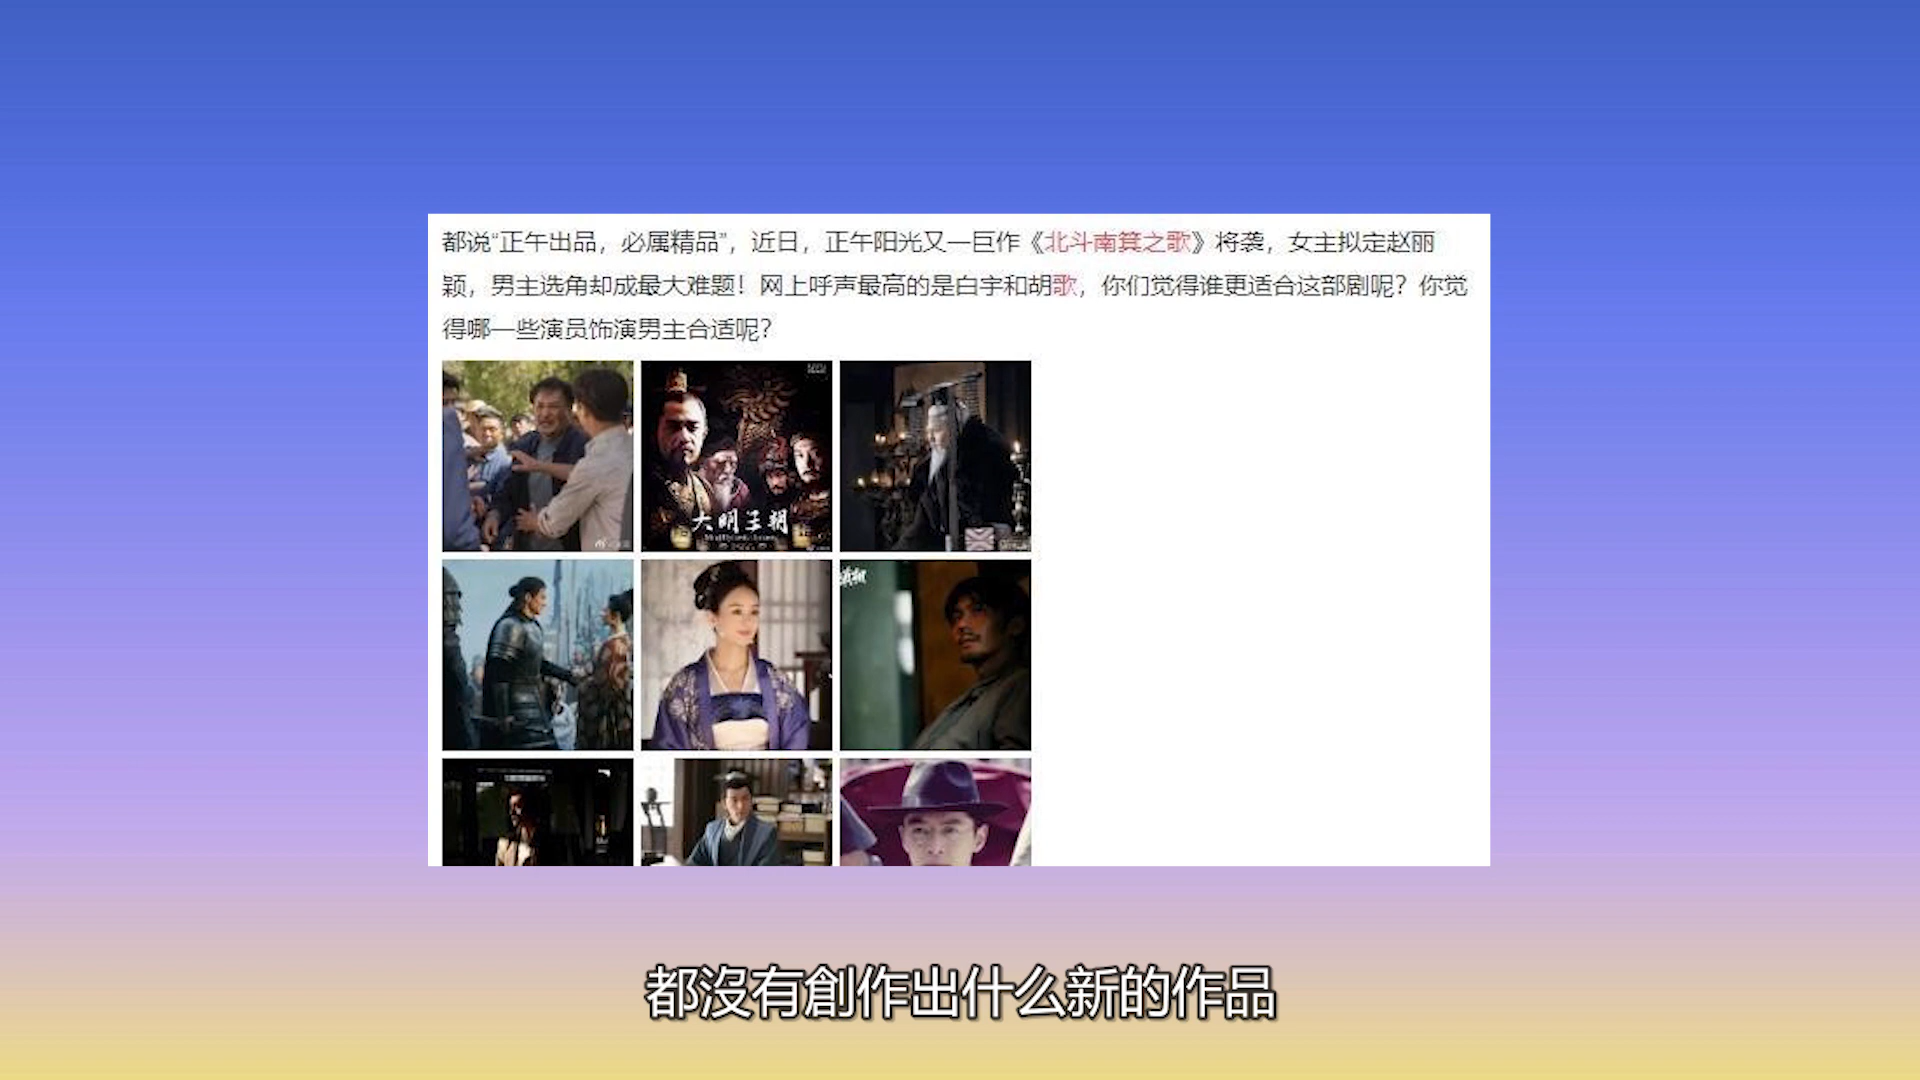 都说“正午出品，必属精品”，近日，正午阳光又一巨作《北斗南箕之歌》将袭，女主拟定赵丽
颖，男主选角却成最大难题！网上呼声最高的是白宇和胡歌，你们觉得谁更适合这部剧呢？你觉
得哪一些演员饰演男主合适呢？
大明王朝
都沒有創作出什么新的作品